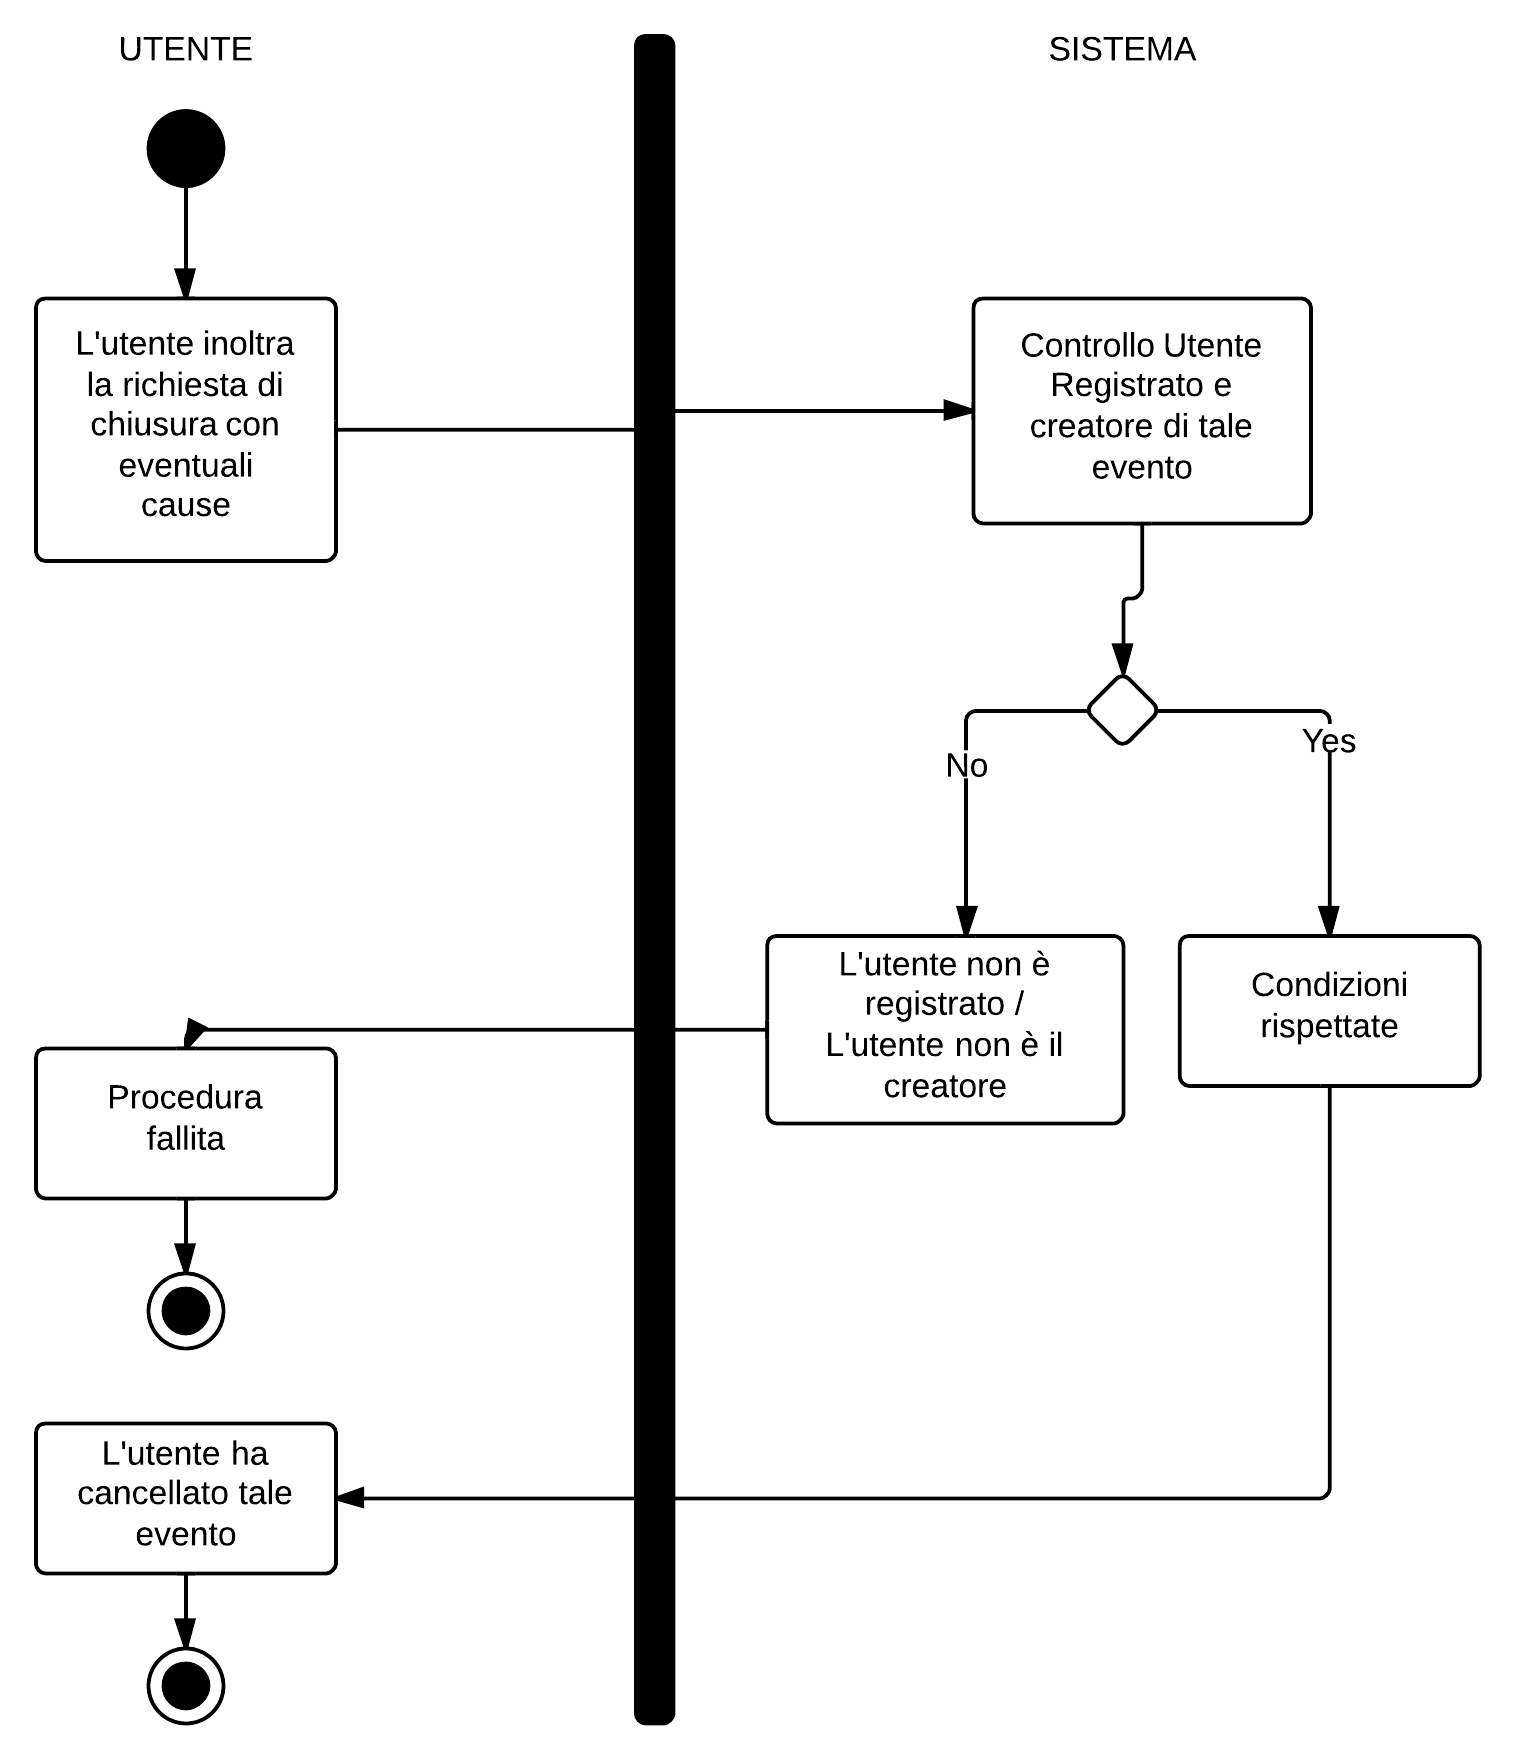 UTENTE
SISTEMA
L'utente inoltra
la richiesta di
chiusura con
eventuali
cause
Controllo Utente
Registrato e
creatore di tale
evento
No
Yes
L'utente non è
registrato /
L'utente non è il
creatore
Condizioni
rispettate
Procedura
fallita
L'utente ha
cancellato tale
evento